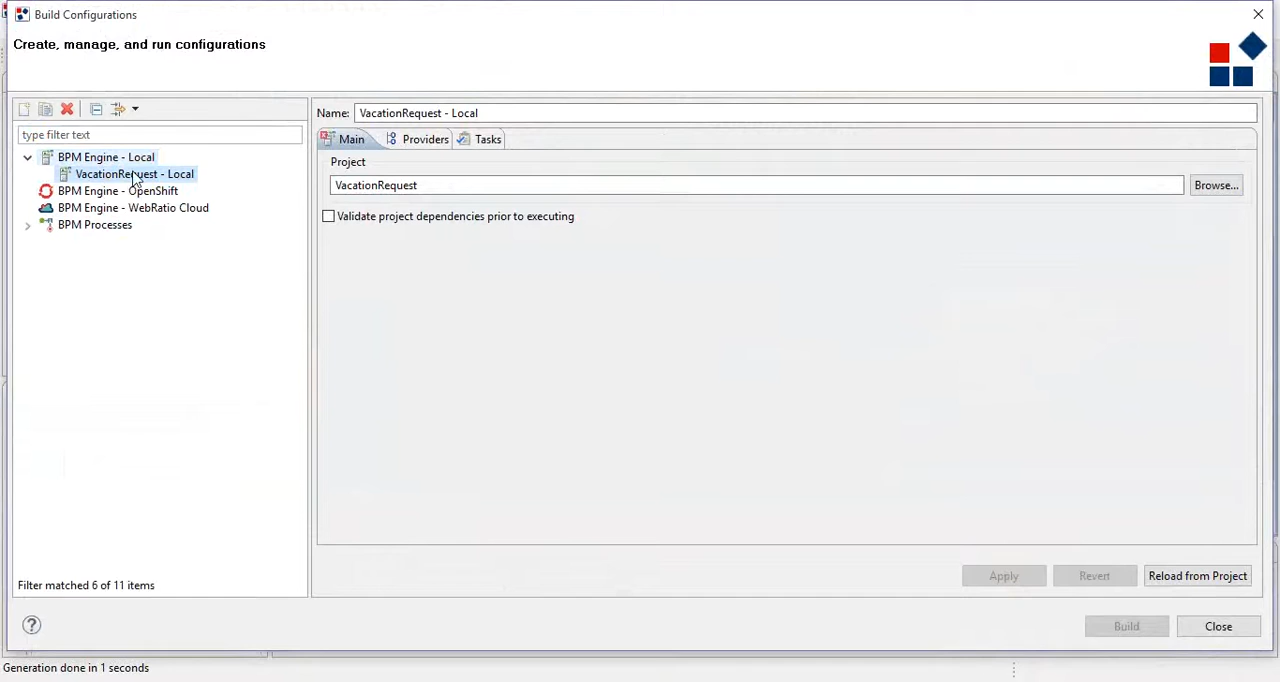 Build Configurations
Create, manage, and run configurations
type filter text
BPM Engine - Local
VacationRequest - Local
BPM Engine - OpenShift
BPM Engine - WebRatio Cloud
BPM Processes
Filter matched 6 of 11 items
Name: VacationRequest - Local
Main Providers Tasks
Project
VacationRequest Browse...
Validate project dependencies prior to executing
Apply Revert Reload from Project
? Build Close
Generation done in 1 seconds